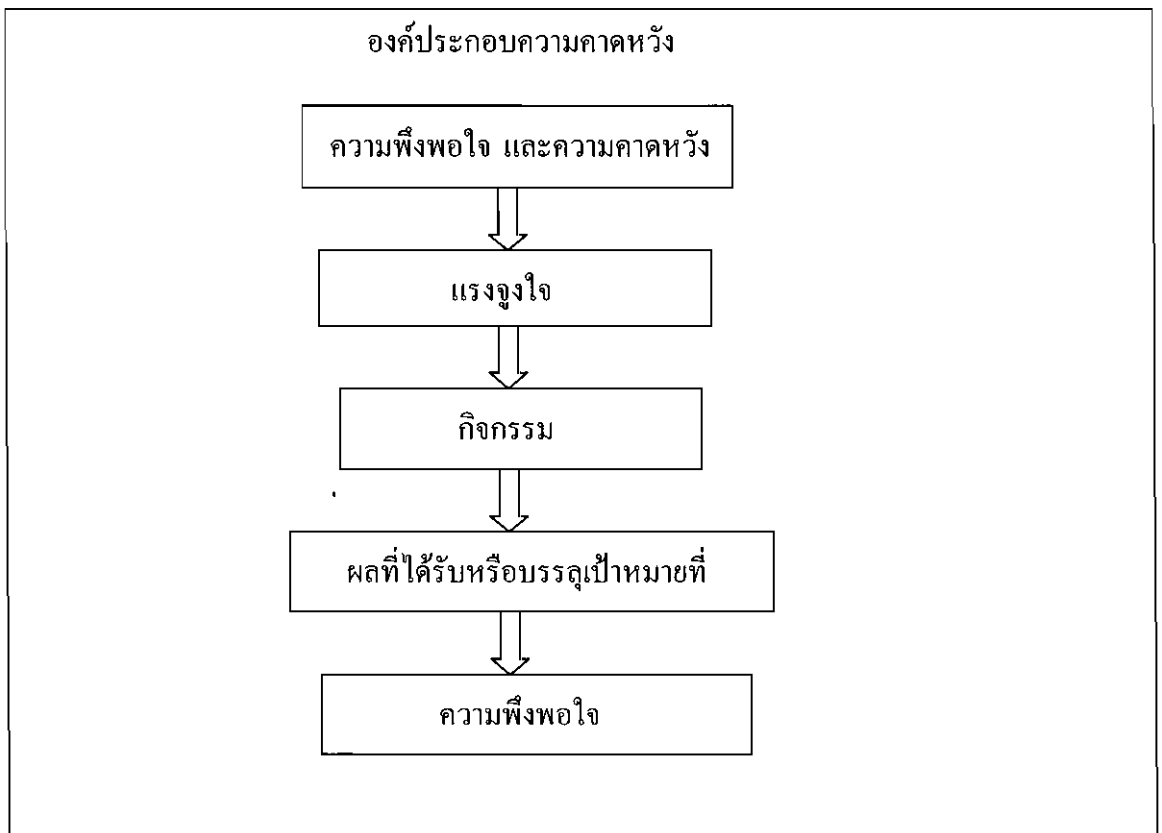 องค์ประกอบความคาดหวัง
ความพึงพอใจ และความคาดหวัง
แรงจูงใจ
กิจกรรม
ผลที่ได้รับหรือบรรลุเป้าหมายที่
ความพึงพอใจ